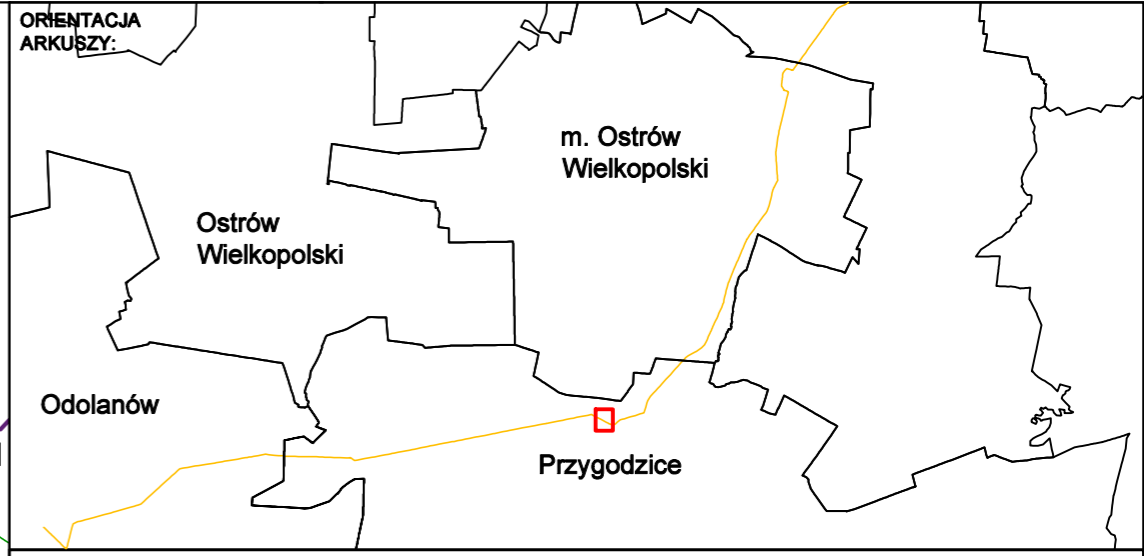 ORIENTACJA
ARKUSZY:
m. Ostrów
Wielkopolski
Ostrów
Wielkopolski
Odolanów
Przygodzice